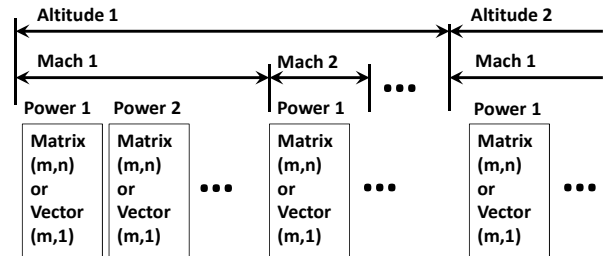 Altitude 1
Altitude 2
Mach 1
Mach 2
Mach 1
Power 1
Power 2
Power 1
Power 1
Matrix
(m,n)
or
Vector
(m,1)
Matrix
(m,n)
or
Vector
(m,1)
Matrix
(m,n)
or
Vector
(m,1)
Matrix
(m,n)
or
Vector
(m,1)